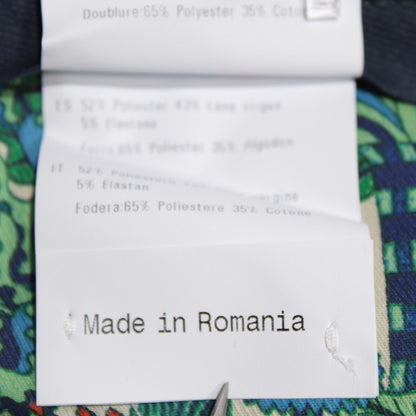 Doublure:65% Polyester 35% Coton
ES 52% Poliester 43% Lana virgen
5% Elastano
Forro:65% Poliester 35% Algodon
IT 52% Poliestere
5% Elastan
Fodera:65% Poliestere 35% Cotone
Made in Romania